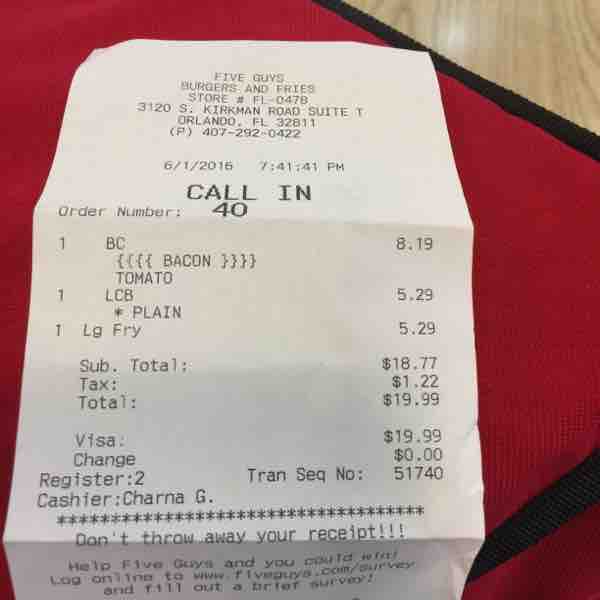 FIVE GUYS
BURGERS AND FRIES
STORE # FL-0478
3120 S. KIRKMAN ROAD SUITE T
ORLANDO, FL 32811
(P) 407-292-0422
6/1/2016 7:41:41 PM
CALL IN
Order Number: 40
1 BC 8.19
{{{{ BACON }}}}
TOMATO
1 LCB 5.29
* PLAIN
1 Lg Fry 5.29
Sub. Total: $18.77
Tax: $1.22
Total: $19.99
Visa: $19.99
Change $0.00
Register:2 Tran Seq No: 51740
Cashier:Charna G.
**************************************
Don't throw away your receipt!!!
Help Five Guys and you could win!
Log online to www.fiveguys.com/survey
and fill out a brief survey!